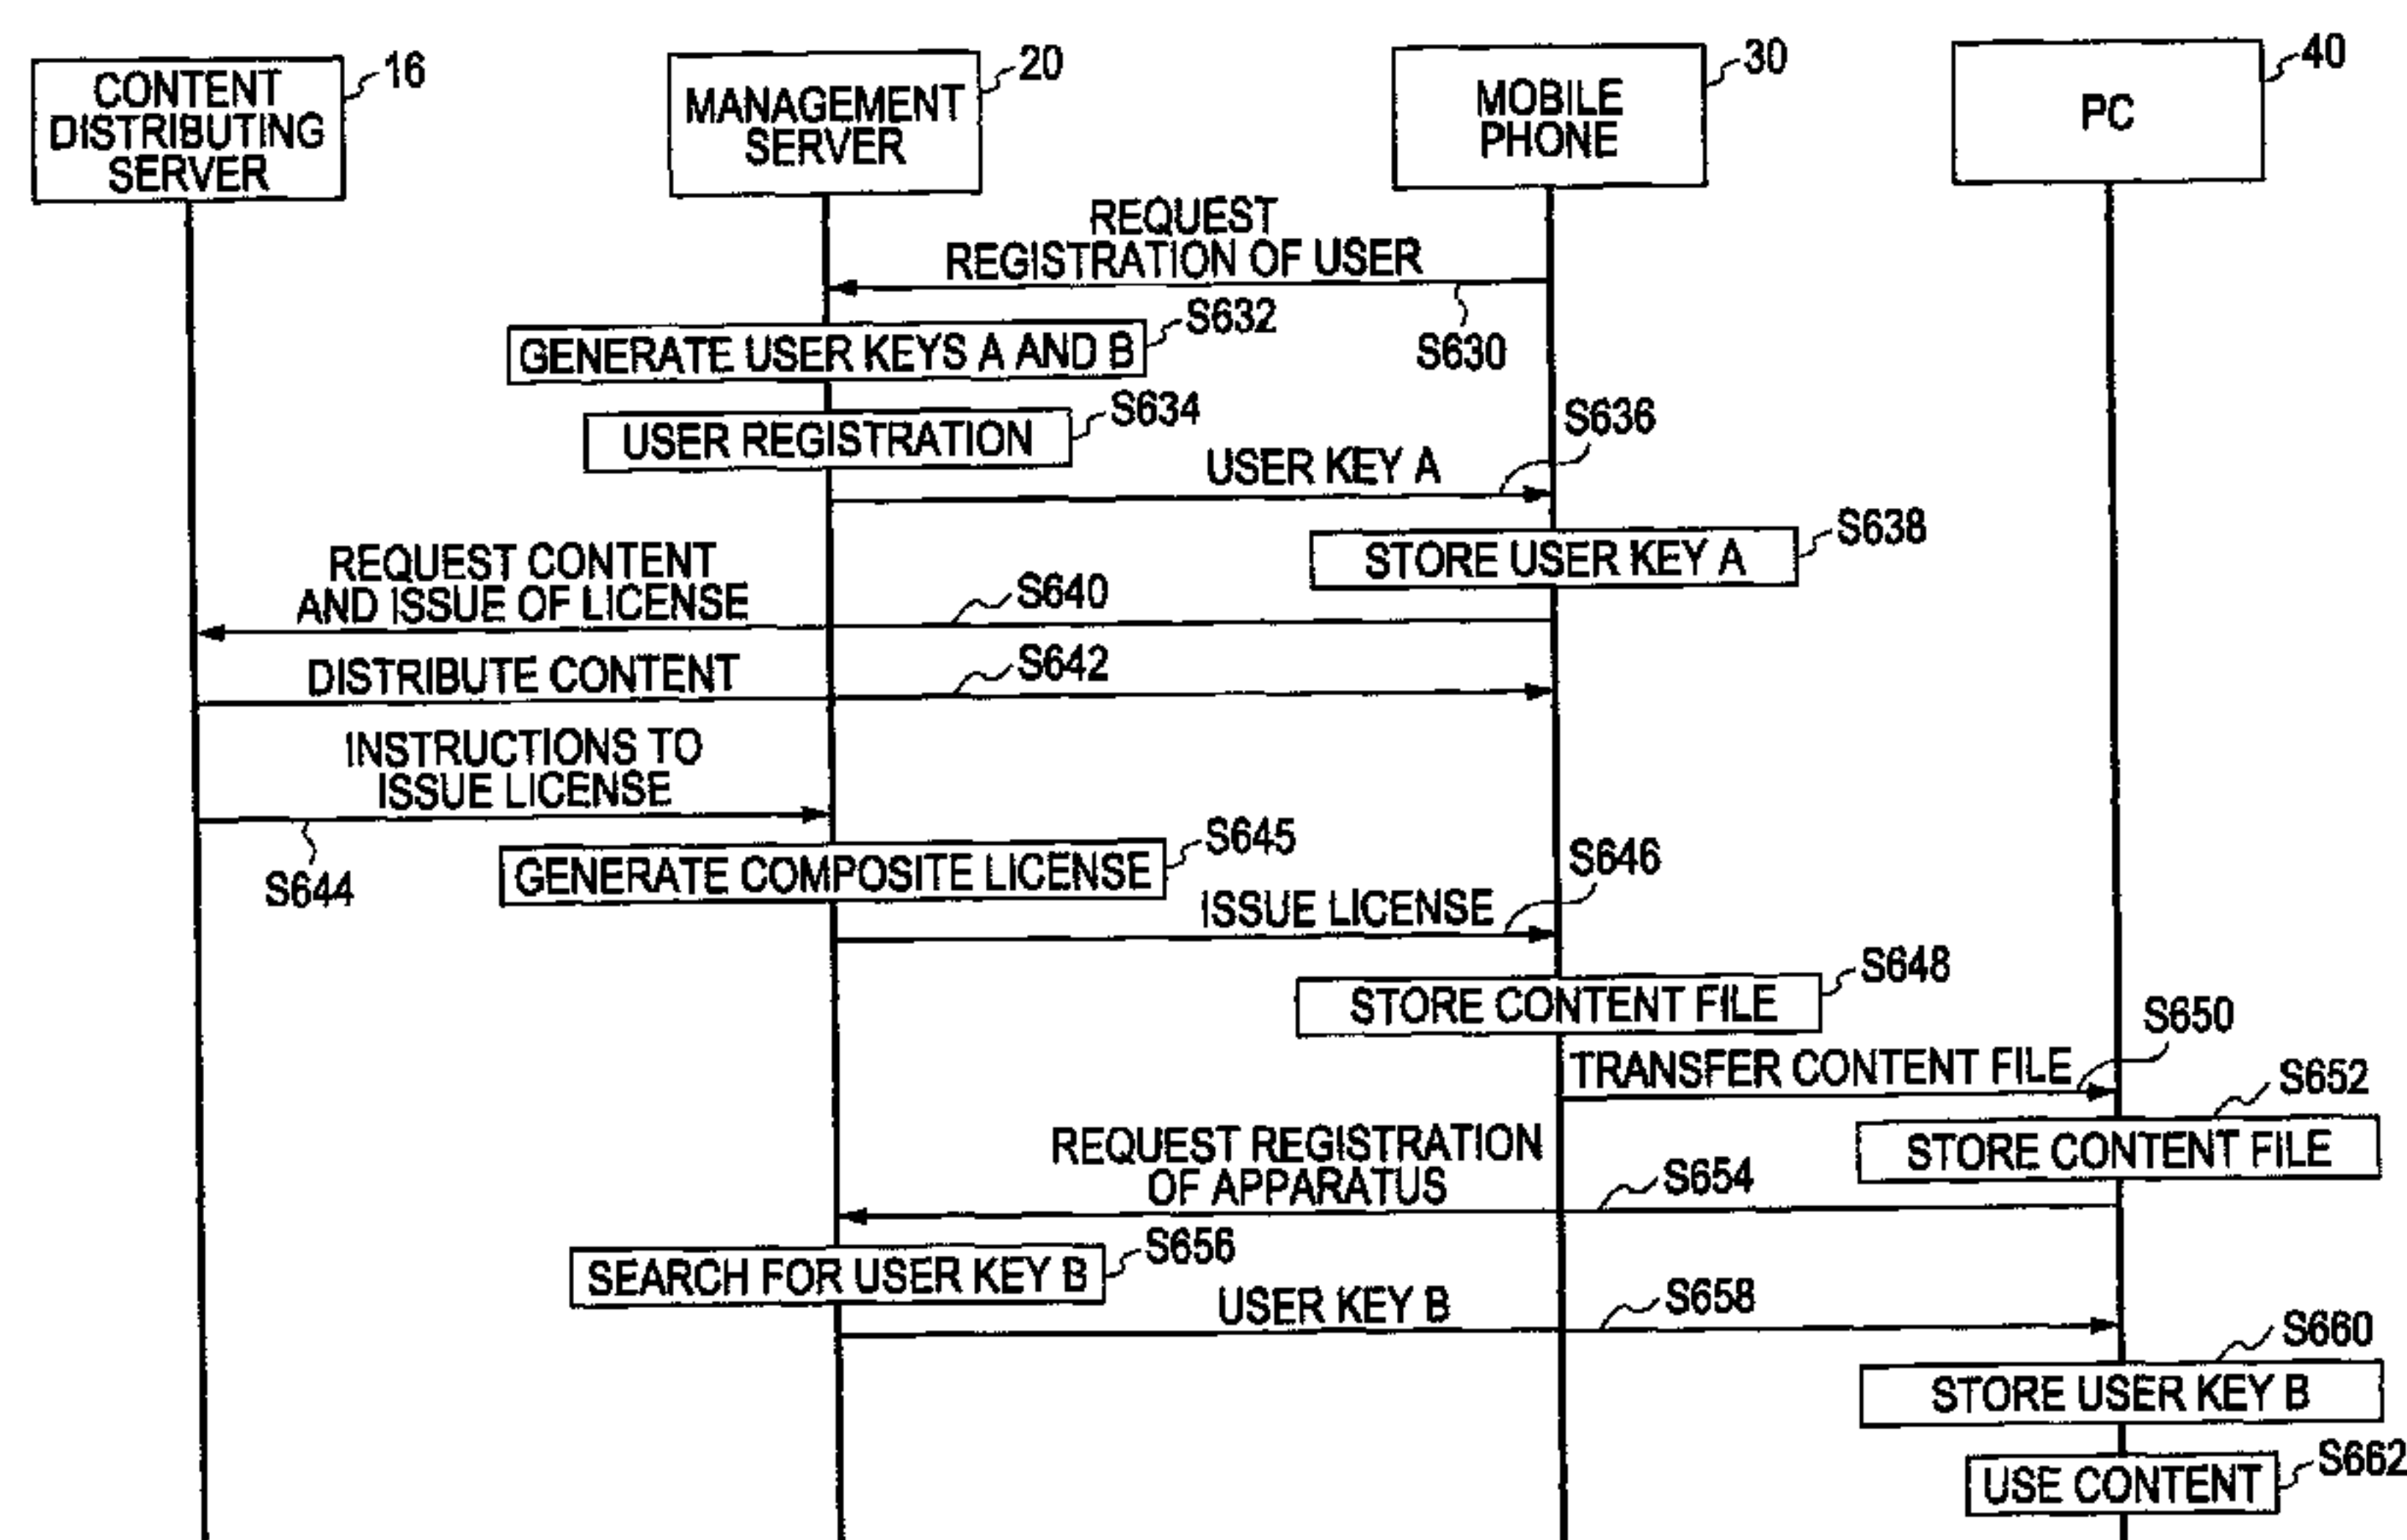 CONTENT
DISTRIBUTING
SERVER
16
MANAGEMENT
SERVER
20
MOBILE
PHONE
30
PC
40
REQUEST
REGISTRATION OF USER
S630
GENERATE USER KEYS A AND B
S632
USER REGISTRATION
S634
USER KEY A
S636
STORE USER KEY A
S638
REQUEST CONTENT
AND ISSUE OF LICENSE
S640
DISTRIBUTE CONTENT
S642
INSTRUCTIONS TO
ISSUE LICENSE
S644
GENERATE COMPOSITE LICENSE
S645
ISSUE LICENSE
S646
STORE CONTENT FILE
S648
TRANSFER CONTENT FILE
S650
STORE CONTENT FILE
S652
REQUEST REGISTRATION
OF APPARATUS
S654
SEARCH FOR USER KEY B
S656
USER KEY B
S658
STORE USER KEY B
S660
USE CONTENT
S662